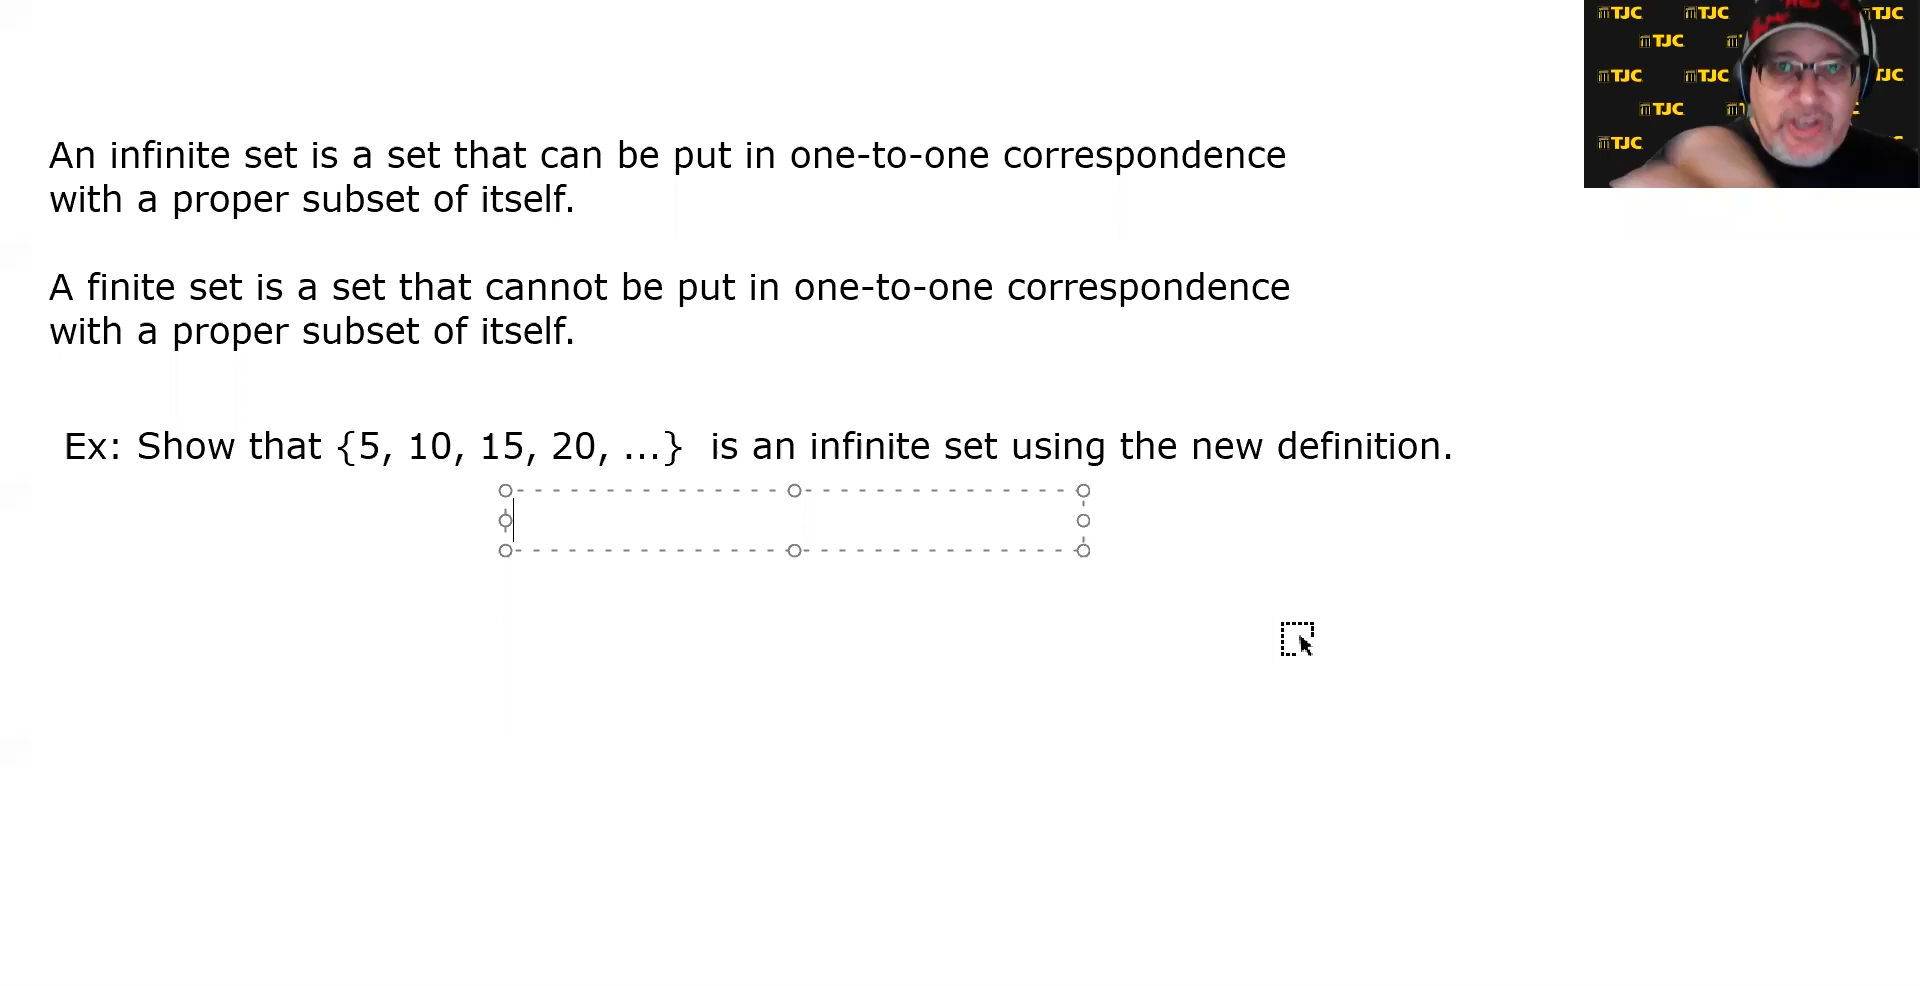 An infinite set is a set that can be put in one-to-one correspondence
with a proper subset of itself.
A finite set is a set that cannot be put in one-to-one correspondence
with a proper subset of itself.
Ex: Show that {5, 10, 15, 20, ...} is an infinite set using the new definition.
TJC TJC TJC
TJC
TJC TJC TJC
TJC
TJC